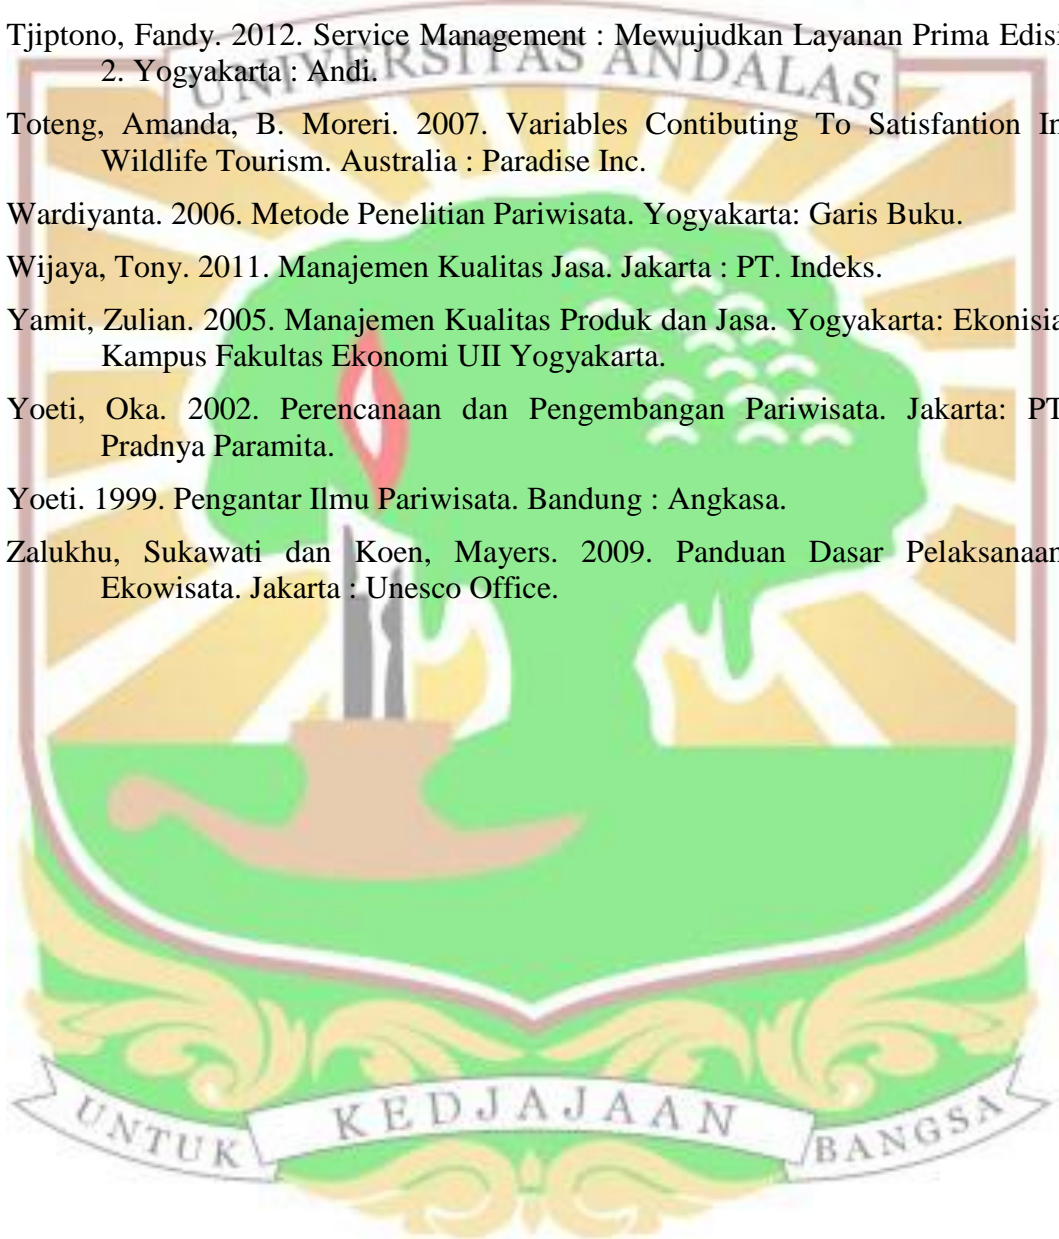 Tjiptono, Fandy. 2012. Service Management : Mewujudkan Layanan Prima Edisi
2. Yogyakarta : Andi.
UNIVERSITAS ANDALAS
Toteng, Amanda, B. Moreri. 2007. Variables Contibuting To Satisfantion In
Wildlife Tourism. Australia : Paradise Inc.
Wardiyanta. 2006. Metode Penelitian Pariwisata. Yogyakarta: Garis Buku.
Wijaya, Tony. 2011. Manajemen Kualitas Jasa. Jakarta : PT. Indeks.
Yamit, Zulian. 2005. Manajemen Kualitas Produk dan Jasa. Yogyakarta: Ekonisia
Kampus Fakultas Ekonomi UII Yogyakarta.
Yoeti, Oka. 2002. Perencanaan dan Pengembangan Pariwisata. Jakarta: PT
Pradnya Paramita.
Yoeti. 1999. Pengantar Ilmu Pariwisata. Bandung : Angkasa.
Zalukhu, Sukawati dan Koen, Mayers. 2009. Panduan Dasar Pelaksanaan
Ekowisata. Jakarta : Unesco Office.
UNTUK KEDJAJAAN BANGSA